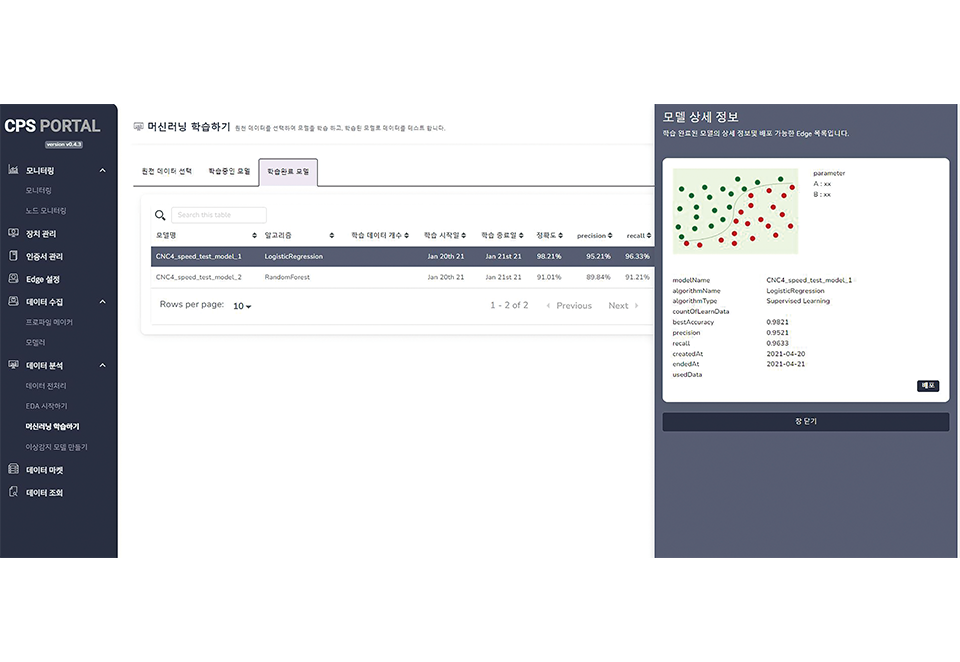 CPS PORTAL
version v0.4.3
모니터링
모니터링
노드 모니터링
장치 관리
인증서 관리
Edge 설정
데이터 수집
프로파일 메이커
모델러
데이터 분석
데이터 전처리
EDA 시작하기
머신러닝 학습하기
이상감지 모델 만들기
데이터 마켓
데이터 조회
머신러닝 학습하기 원천 데이터를 선택하여 모델을 학습 하고, 학습된 모델로 데이터를 테스트 합니다.
원천 데이터 선택 학습중인 모델 학습완료 모델
Search this table
모델명 알고리즘 학습 데이터 개수 학습 시작일 학습 종료일 정확도 precision recall
CNC4_speed_test_model_1 LogisticRegression Jan 20th 21 Jan 21st 21 98.21% 95.21% 96.33%
CNC4_speed_test_model_2 RandomForest Jan 20th 21 Jan 21st 21 91.01% 89.84% 91.21%
Rows per page: 10 1 - 2 of 2 Previous Next
모델 상세 정보
학습 완료된 모델의 상세 정보및 배포 가능한 Edge 목록입니다.
parameter
A : xx
B : xx
modelName CNC4_speed_test_model_1
algorithmName LogisticRegression
algorithmType Supervised Learning
countOfLearnData
bestAccuracy 0.9821
precision 0.9521
recall 0.9633
createdAt 2021-04-20
endedAt 2021-04-21
usedData
배포
창 닫기